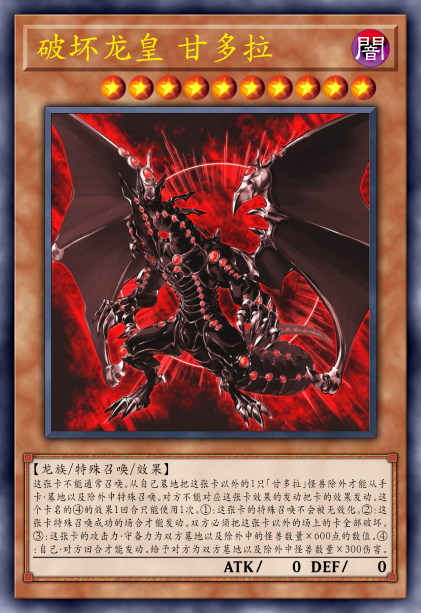 破坏龙皇 甘多拉
闇
【龙族/特殊召唤/效果】
这张卡不能通常召唤。从自己墓地把这张卡以外的1只「甘多拉」怪兽除外才能从手
卡·墓地以及除外中特殊召唤。对方不能对应这张卡效果的发动把卡的效果发动。这
个卡名的④的效果1回合只能使用1次。①:这张卡的特殊召唤不会被无效化。②:这
张卡特殊召唤成功的场合才能发动。双方必须把这张卡以外的场上的卡全部破坏。
③:这张卡的攻击力·守备力为双方墓地以及除外中的怪兽数量×600点的数值。④
:自己·对方回合才能发动。给予对方为双方墓地以及除外中怪兽数量×300伤害。
ATK/ 0 DEF/ 0